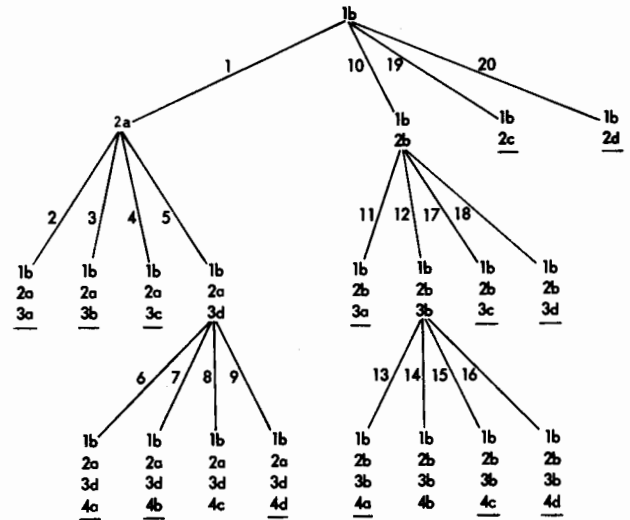 1b
1 10 19 20
2a 1b 1b 1b
2b 2c 2d
2 3 4 5 11 12 17 18
1b 1b 1b 1b 1b 1b 1b 1b
2a 2a 2a 2a 2b 2b 2b 2b
3a 3b 3c 3d 3a 3b 3c 3d
6 7 8 9 13 14 15 16
1b 1b 1b 1b 1b 1b 1b 1b
2a 2a 2a 2a 2b 2b 2b 2b
3d 3d 3d 3d 3b 3b 3b 3b
4a 4b 4c 4d 4a 4b 4c 4d